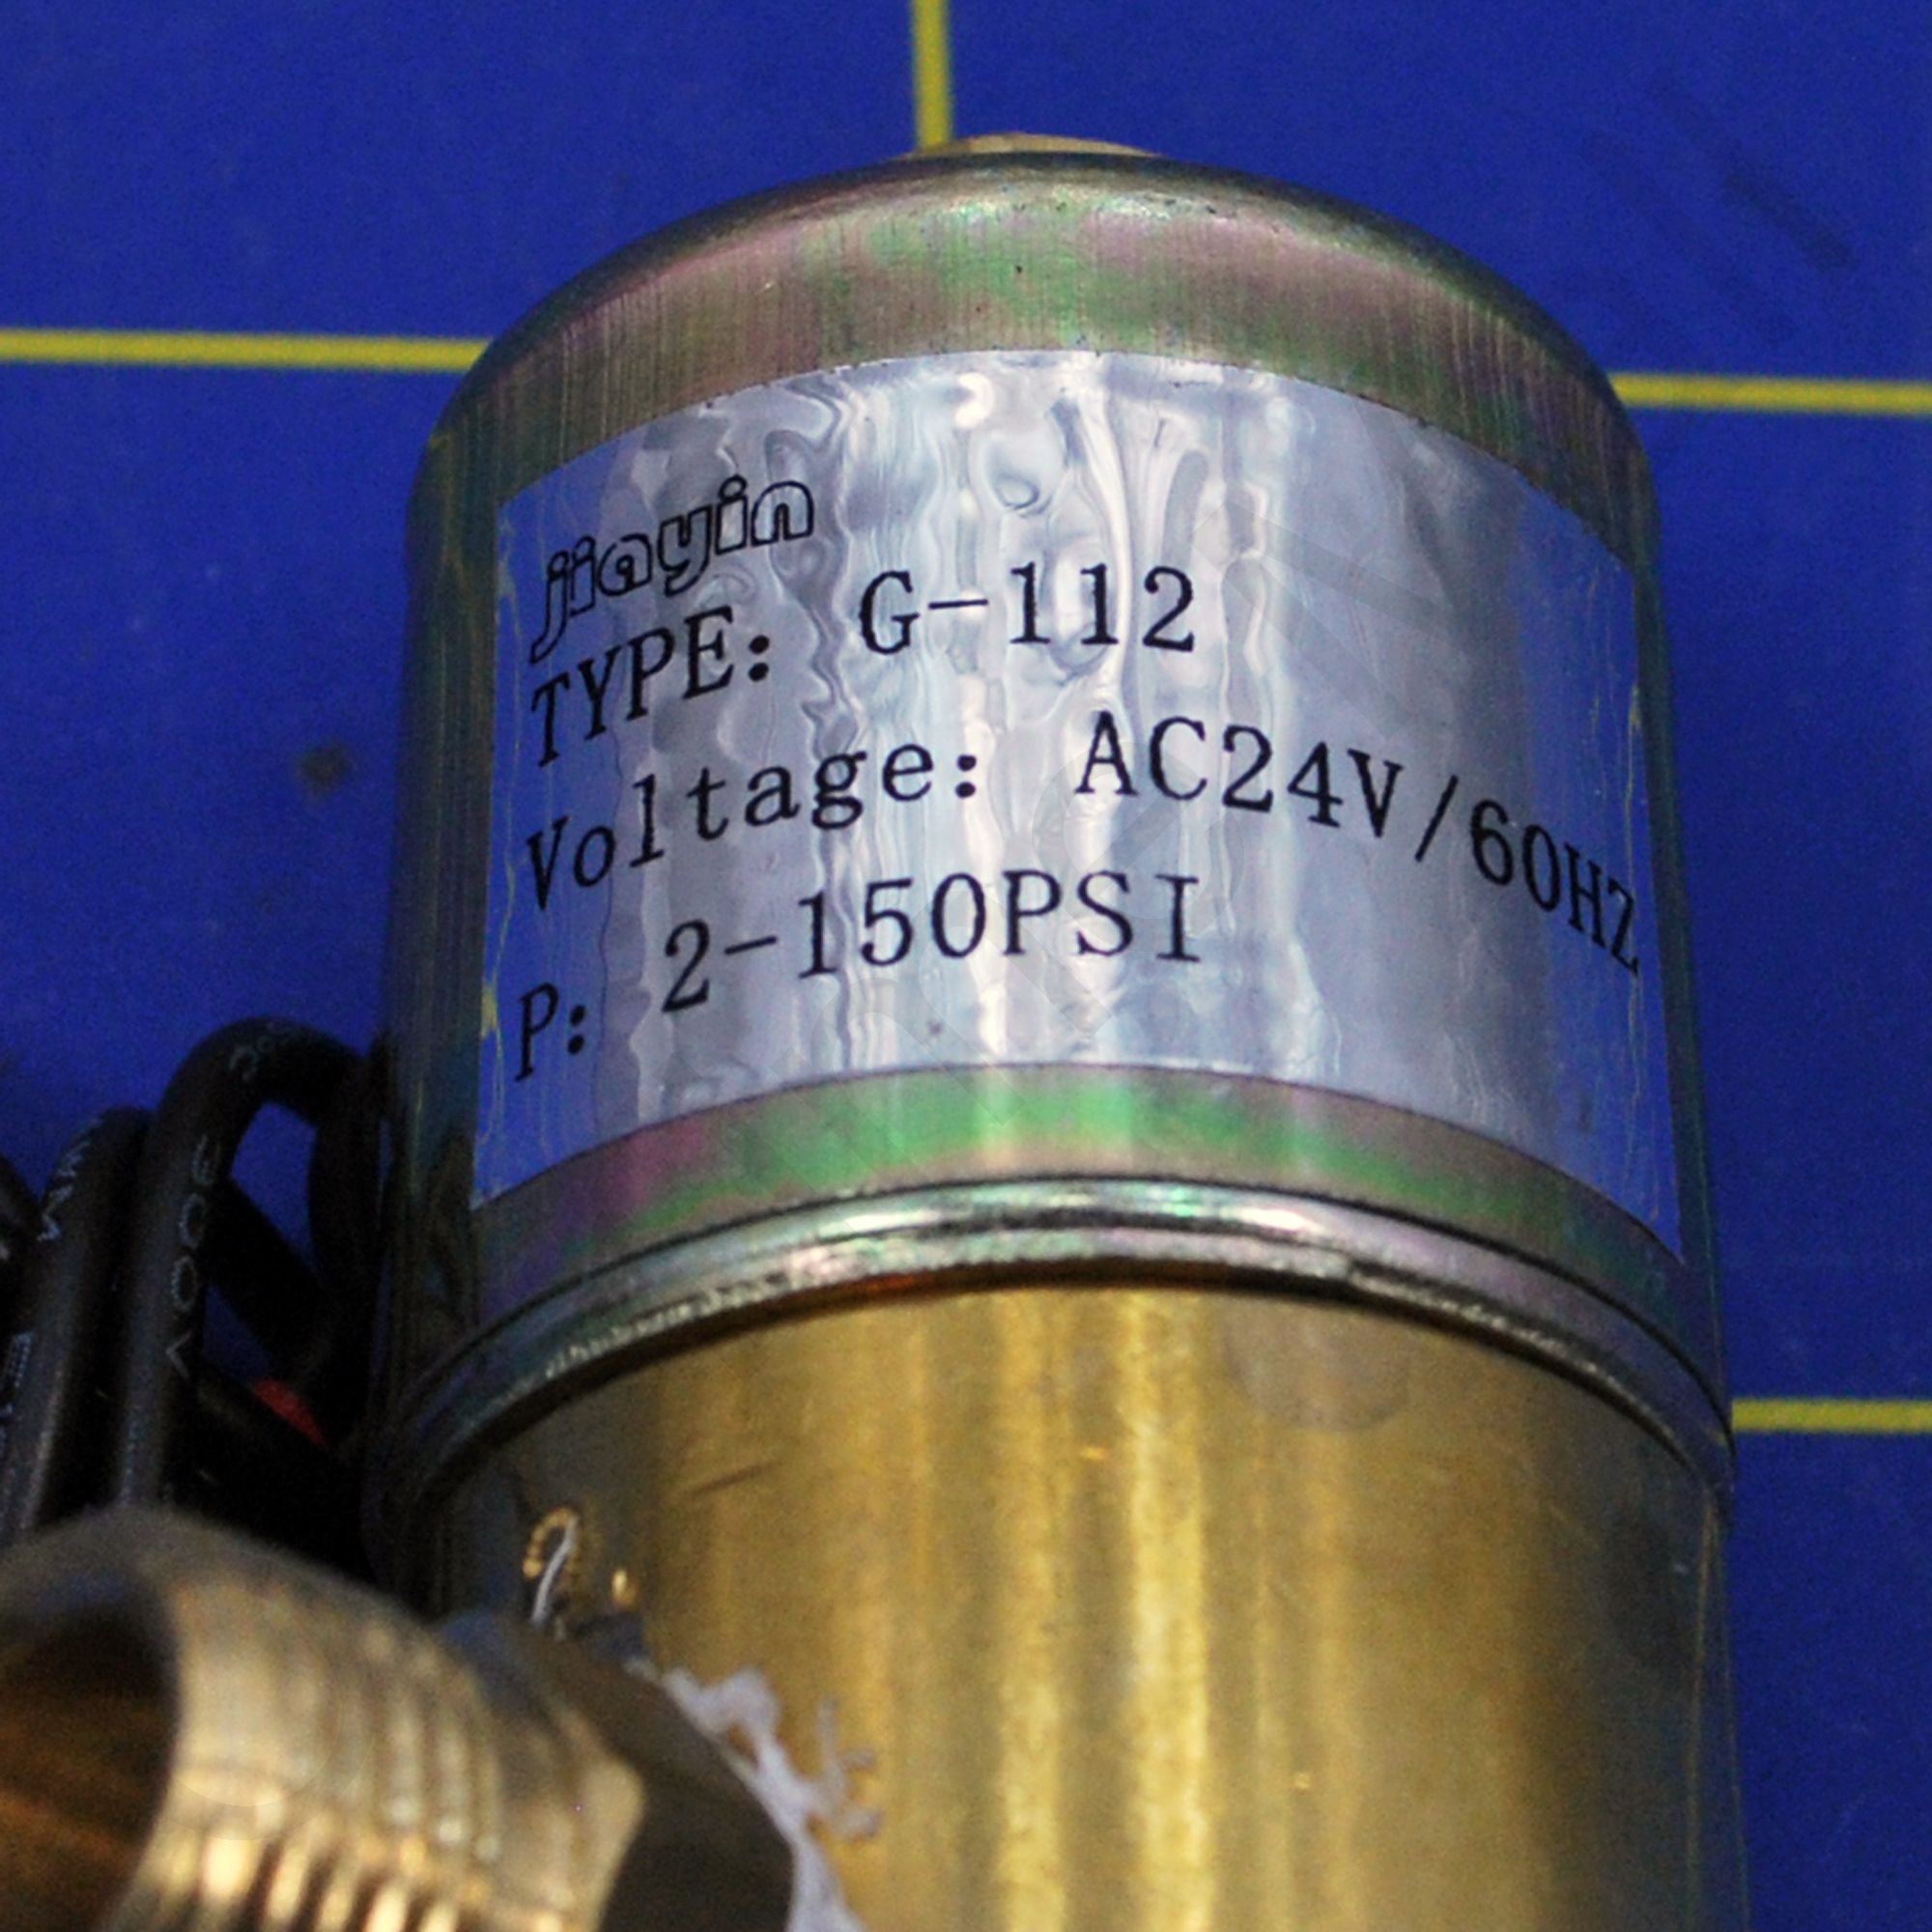 jiayin
TYPE: G-112
Voltage: AC24V/60HZ
P: 2-150PSI